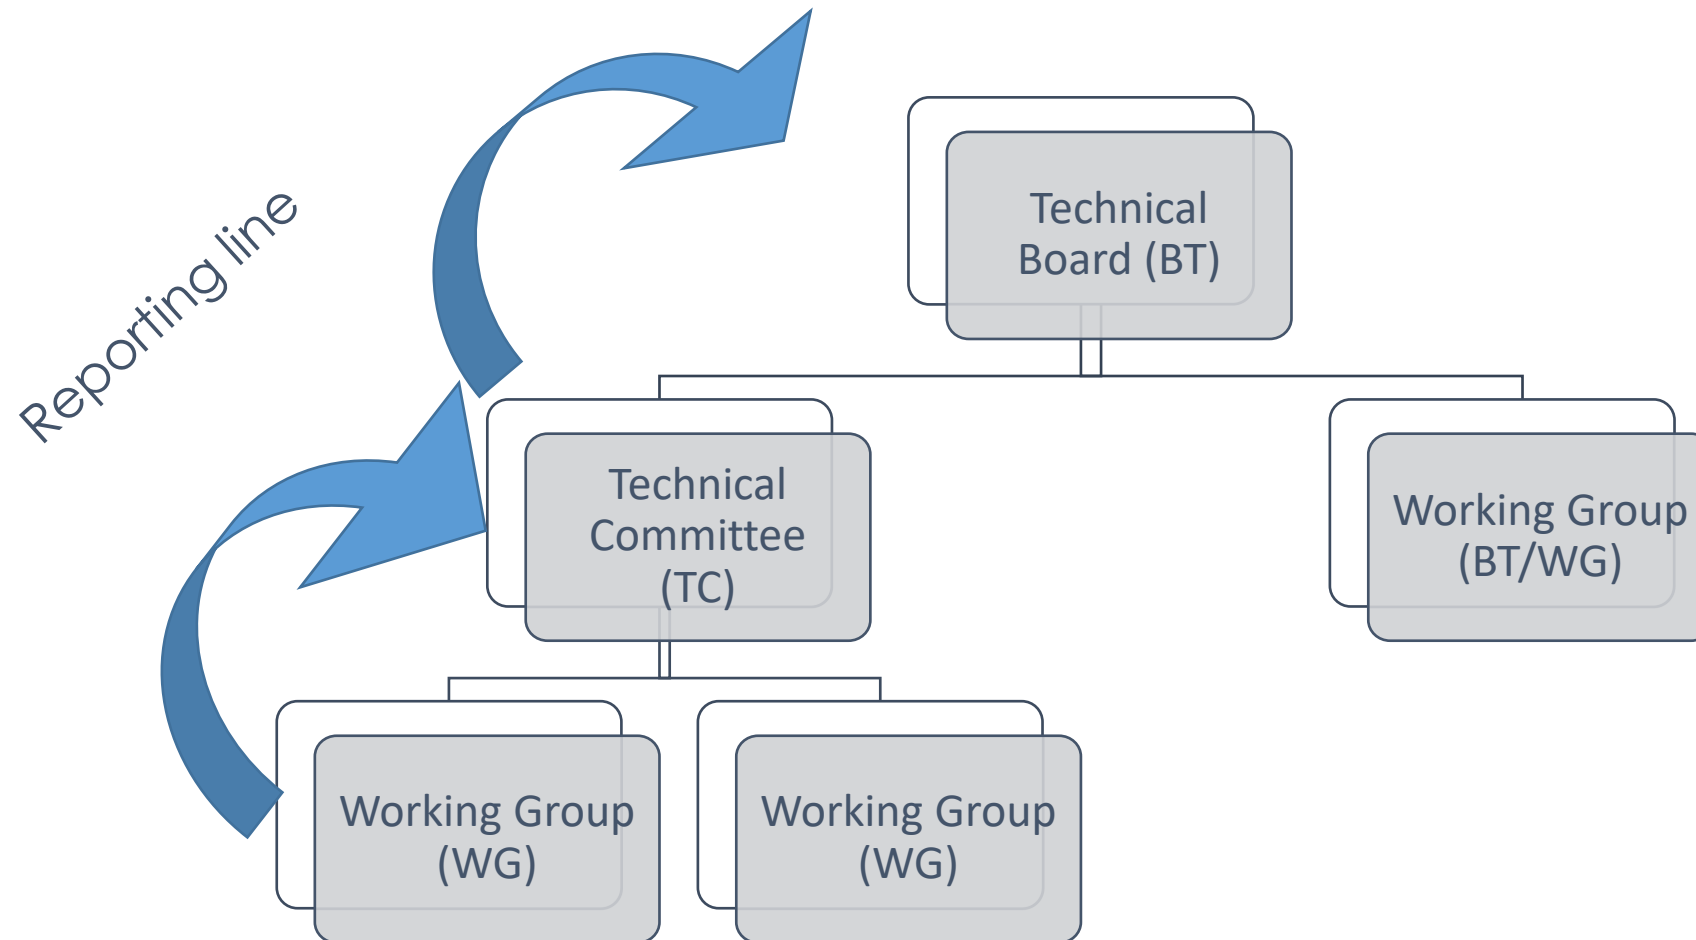 Reporting line
Technical
Board (BT)
Technical
Committee
(TC)
Working Group
(BT/WG)
Working Group
(WG)
Working Group
(WG)